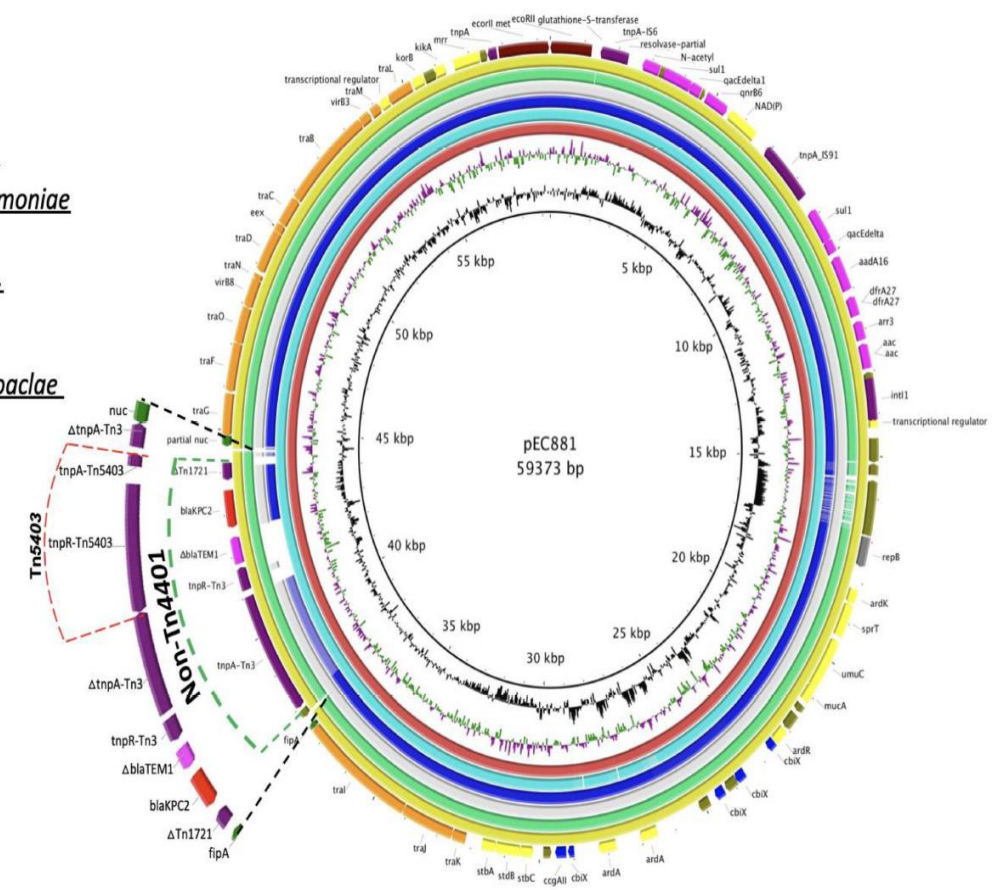 moniae
paclae
ecorII met
ecoRII
glutathione-S-transferase
tnpA-IS6
resolvase-partial
N-acetyl
sul1
qacEdelta1
qnrB6
NAD(P)
tnpA_IS91
sul1
qacEdelta
aadA16
dfrA27
dfrA27
arr3
aac
aac
intI1
transcriptional regulator
repB
ardK
sprT
umuC
mucA
ardR
cbiX
cbiX
cbiX
ardA
ardA
cbiX
ccgAII
stbC
stdB
stbA
traK
traJ
traI
fipA
tnpA-Tn3
tnpR-Tn3
ΔblaTEM1
blaKPC2
ΔTn1721
partial nuc
traG
traF
traO
virB8
traN
traD
eex
traC
traB
virB3
traM
transcriptional regulator
traL
korB
kikA
mrr
tnpA
5 kbp
10 kbp
15 kbp
20 kbp
25 kbp
30 kbp
35 kbp
40 kbp
45 kbp
50 kbp
55 kbp
pEC881
59373 bp
nuc
ΔtnpA-Tn3
tnpA-Tn5403
tnpR-Tn5403
Tn5403
Non-Tn4401
ΔtnpA-Tn3
tnpR-Tn3
ΔblaTEM1
blaKPC2
ΔTn1721
fipA